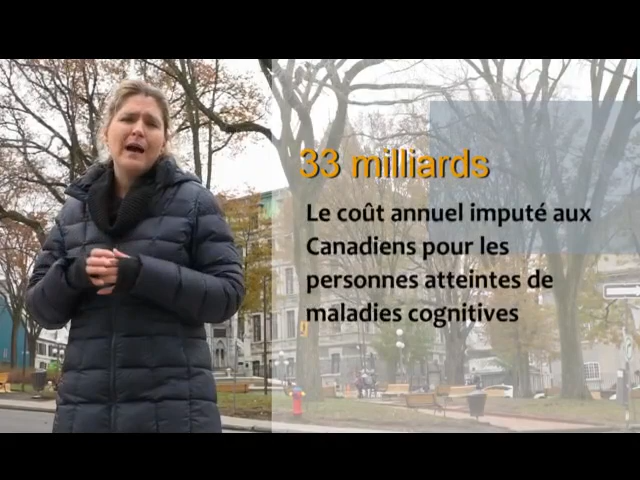 33 milliards
Le coût annuel imputé aux
Canadiens pour les
personnes atteintes de
maladies cognitives